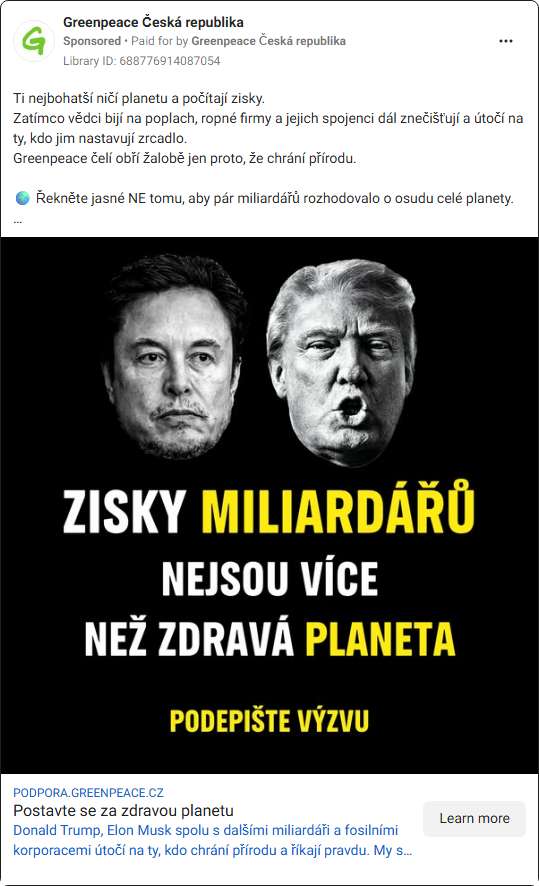 Greenpeace Česká republika
Sponsored • Paid for by Greenpeace Česká republika
Library ID: 688776914087054
Ti nejbohatší ničí planetu a počítají zisky.
Zatímco vědci bijí na poplach, ropné firmy a jejich spojenci dál znečišťují a útočí na
ty, kdo jim nastavují zrcadlo.
Greenpeace čelí obří žalobě jen proto, že chrání přírodu.
🌍 Řekněte jasné NE tomu, aby pár miliardářů rozhodovalo o osudu celé planety.
...
ZISKY MILIARDÁŘŮ
NEJSOU VÍCE
NEŽ ZDRAVÁ PLANETA
PODEPIŠTE VÝZVU
PODPORA.GREENPEACE.CZ
Postavte se za zdravou planetu
Learn more
Donald Trump, Elon Musk spolu s dalšími miliardáři a fosilními
korporacemi útočí na ty, kdo chrání přírodu a říkají pravdu. My s...